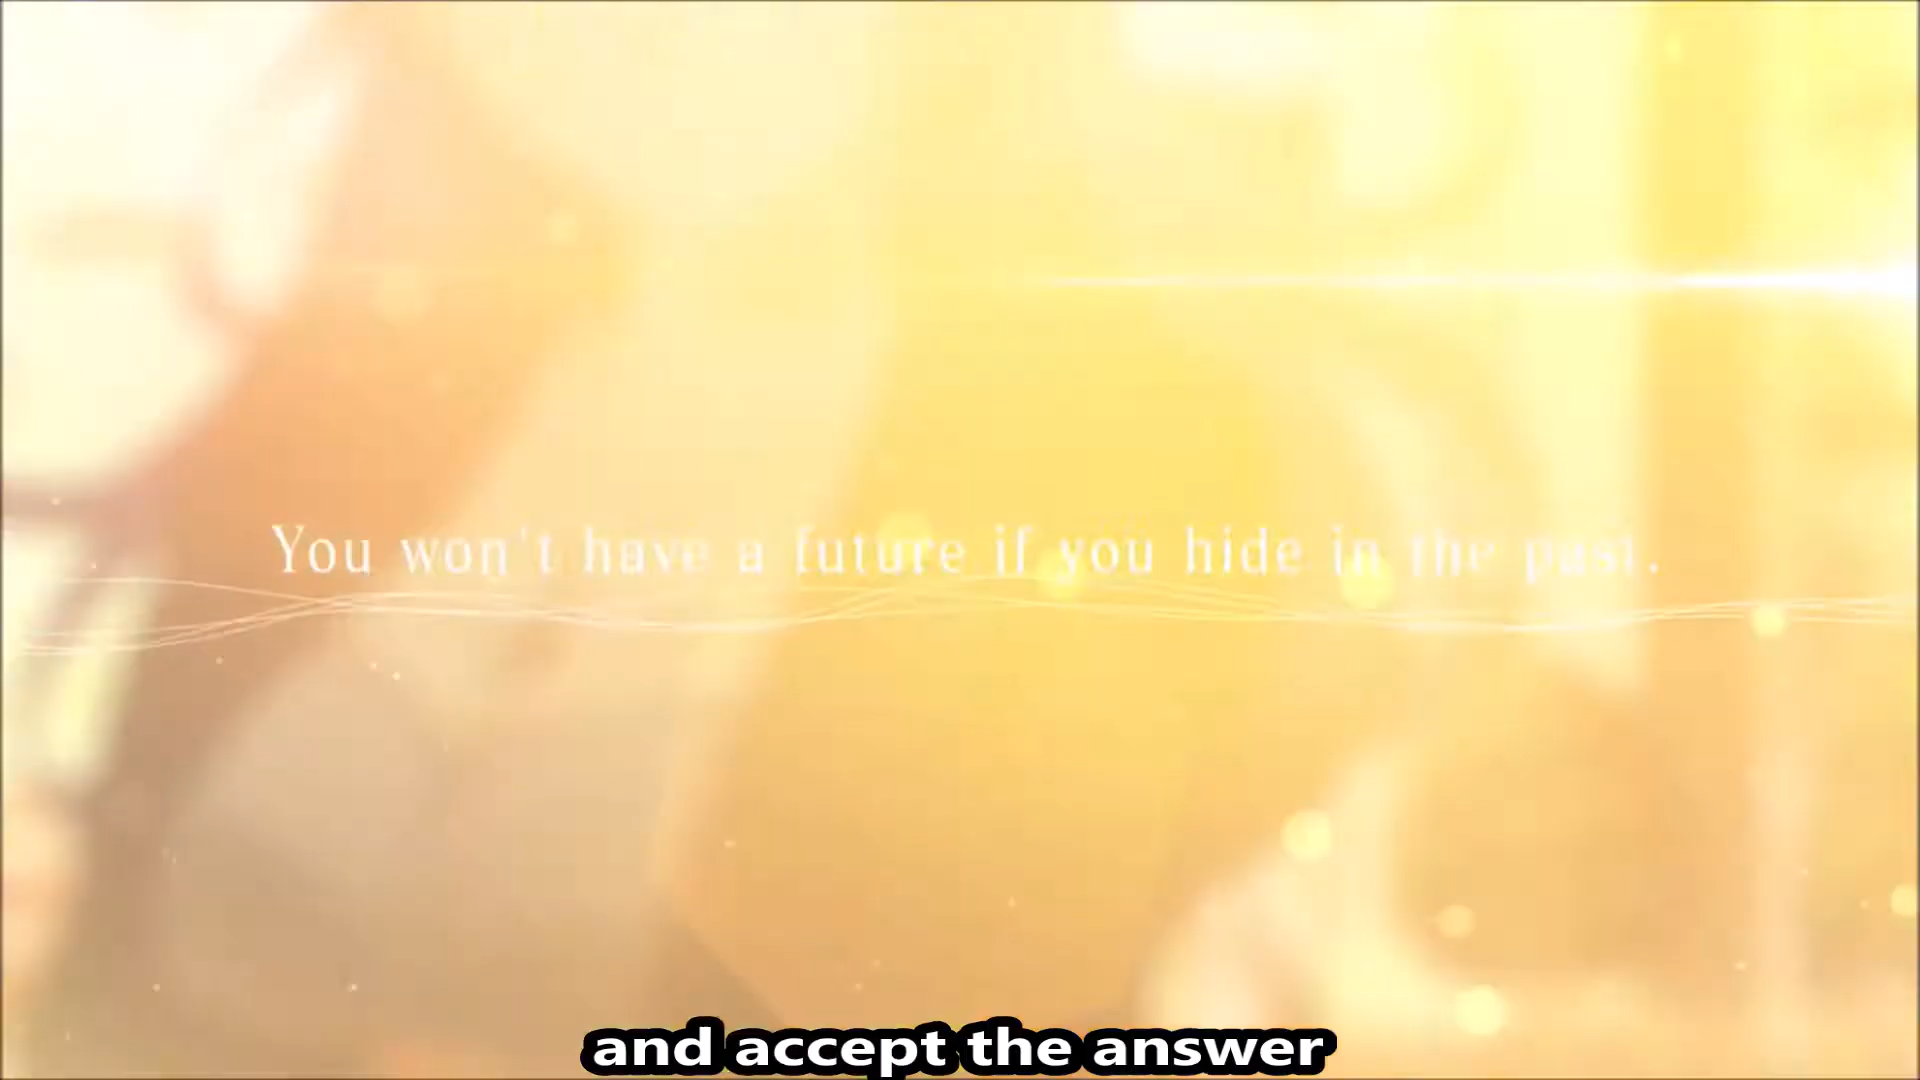 You won't have a future if you hide in the past.
and accept the answer